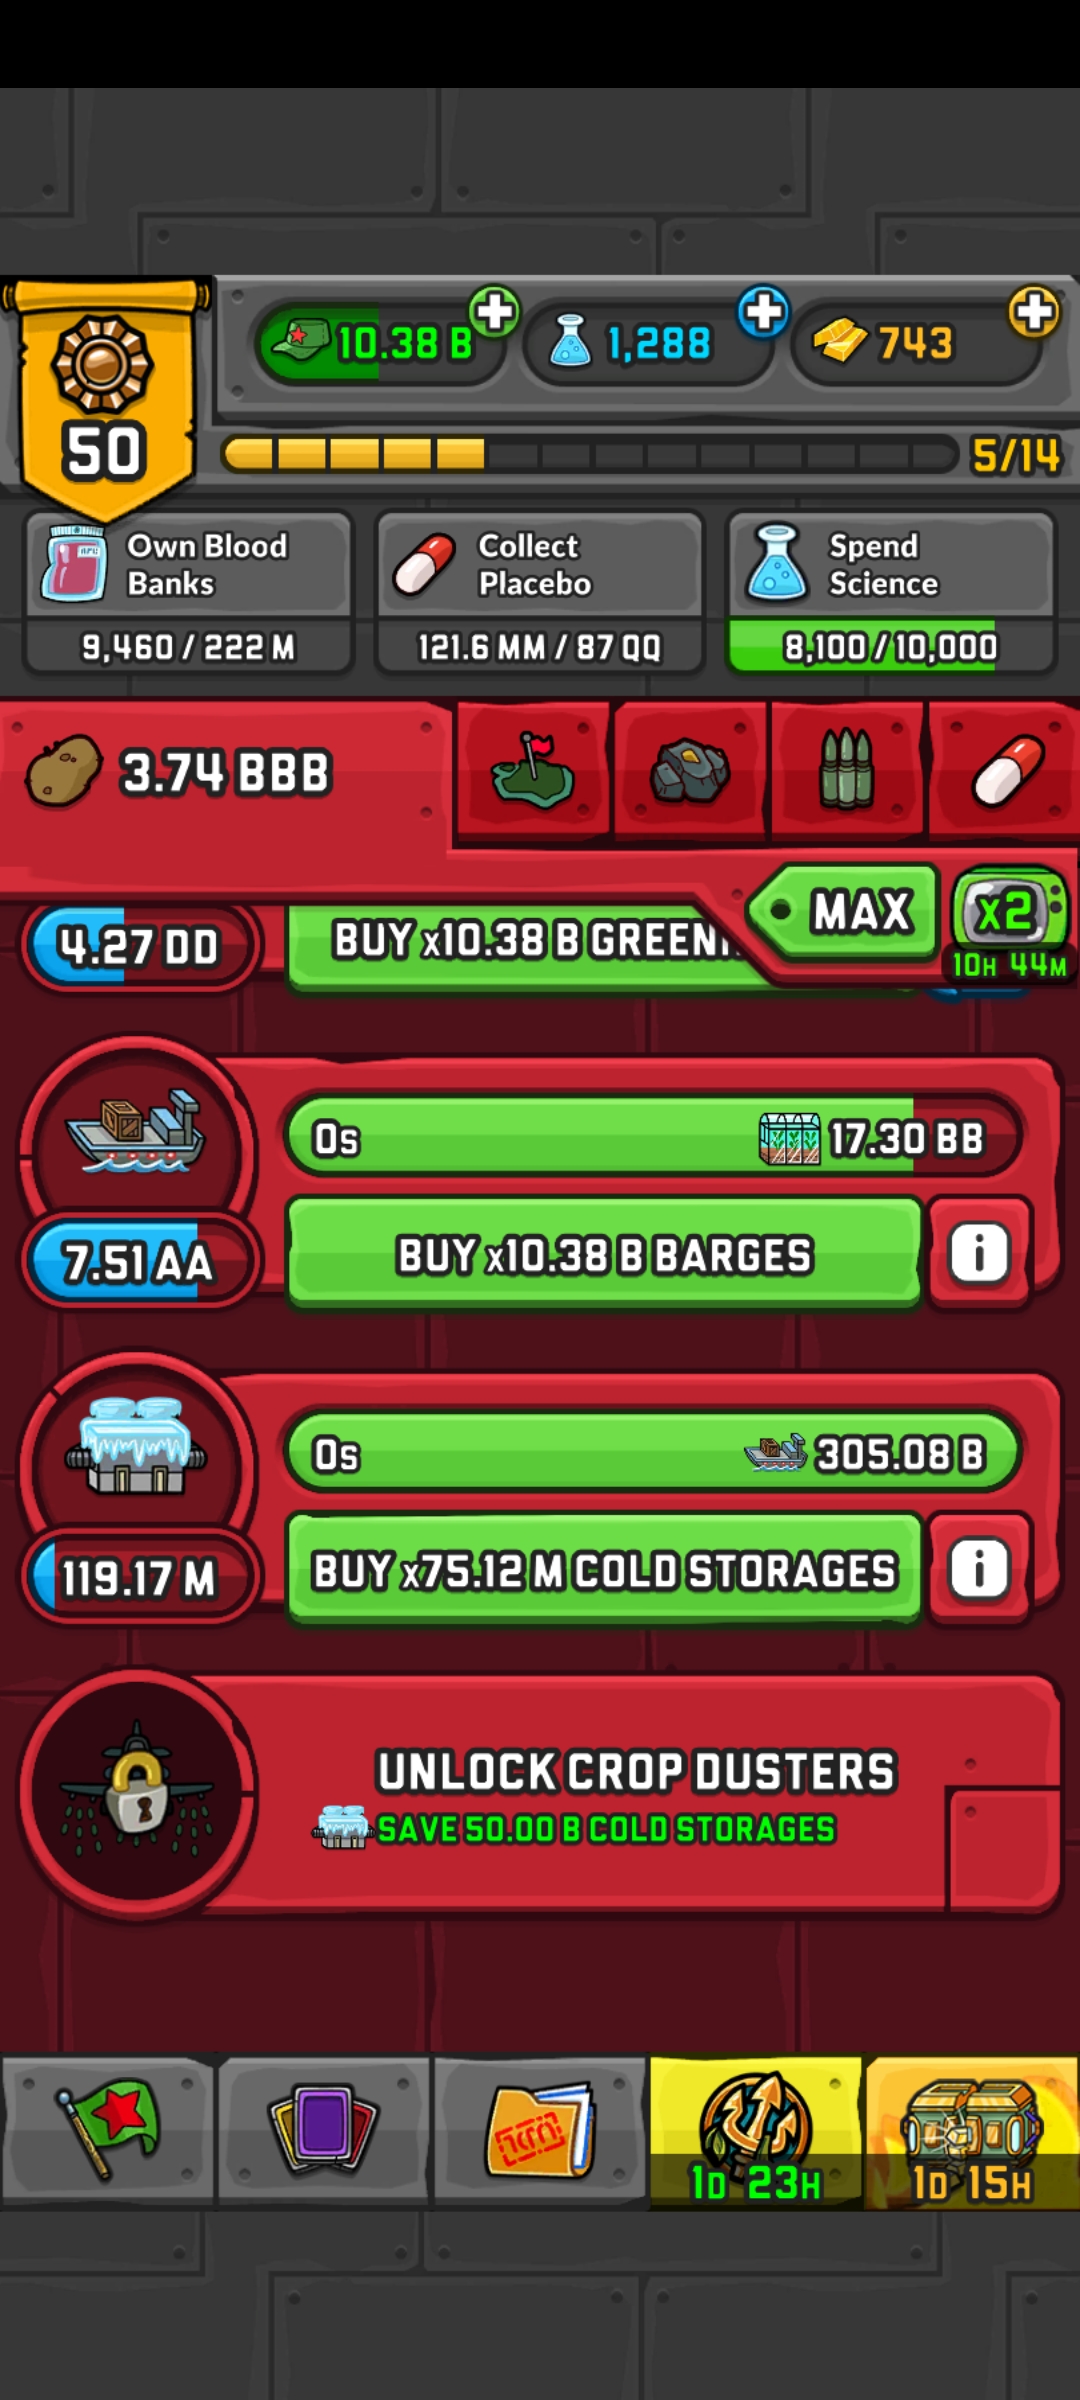 50
10.38 B
1,288
743
5/14
Own Blood
Banks
9,460 / 222 M
Collect
Placebo
121.6 MM / 87 QQ
Spend
Science
8,100 / 10,000
3.74 BBB
MAX
x2
10H 44M
4.27 DD
BUY x10.38 B
0s
17.30 BB
7.51 AA
BUY x10.38 B BARGES
i
0s
305.08 B
119.17 M
BUY x75.12 M COLD STORAGES
i
UNLOCK CROP DUSTERS
SAVE 50.00 B COLD STORAGES
1D 23H
1D 15H